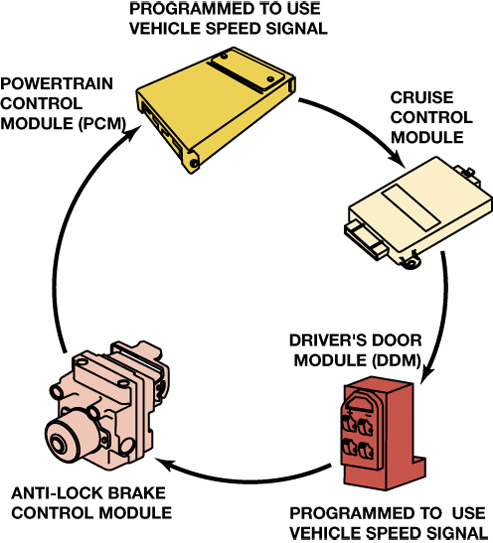 PROGRAMMED TO USE
VEHICLE SPEED SIGNAL
POWERTRAIN
CONTROL
MODULE (PCM)
CRUISE
CONTROL
MODULE
DRIVER'S DOOR
MODULE (DDM)
ANTI-LOCK BRAKE
CONTROL MODULE
PROGRAMMED TO USE
VEHICLE SPEED SIGNAL